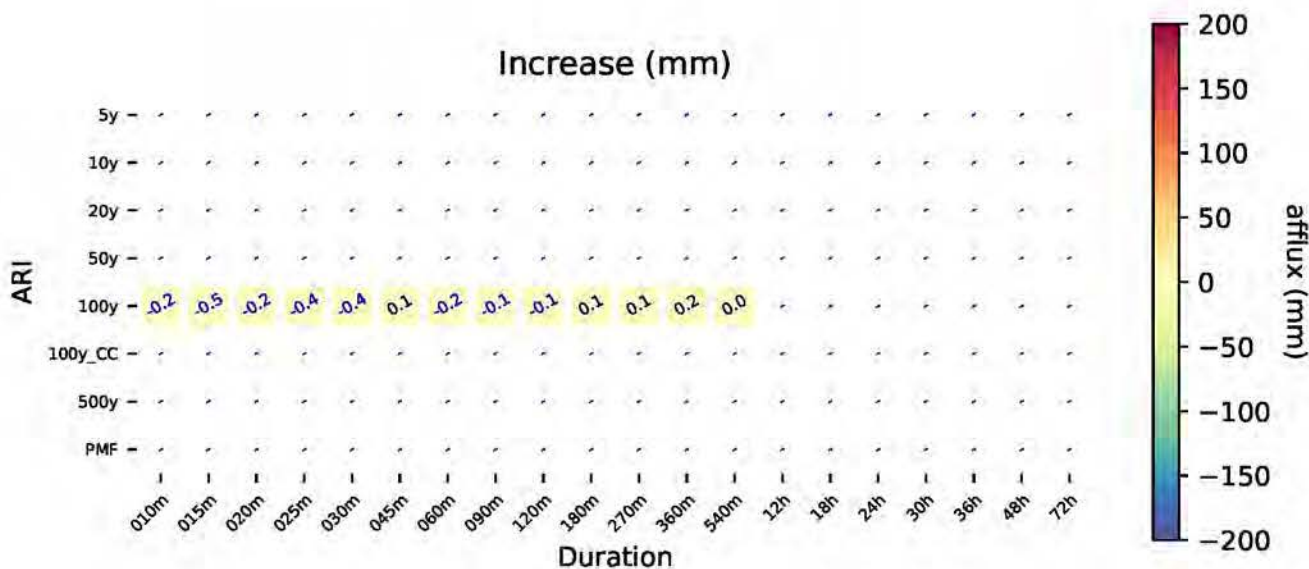 Increase (mm)
ARI
5y
10y
20y
50y
100y -0.2 -0.5 -0.2 -0.4 -0.4 0.1 -0.2 -0.1 -0.1 0.1 0.1 0.2 0.0
100y_CC
500y
PMF
010m 015m 020m 025m 030m 045m 060m 090m 120m 180m 270m 360m 540m 12h 18h 24h 30h 36h 48h 72h
Duration
200
150
100
50
0
−50
−100
−150
−200
afflux (mm)